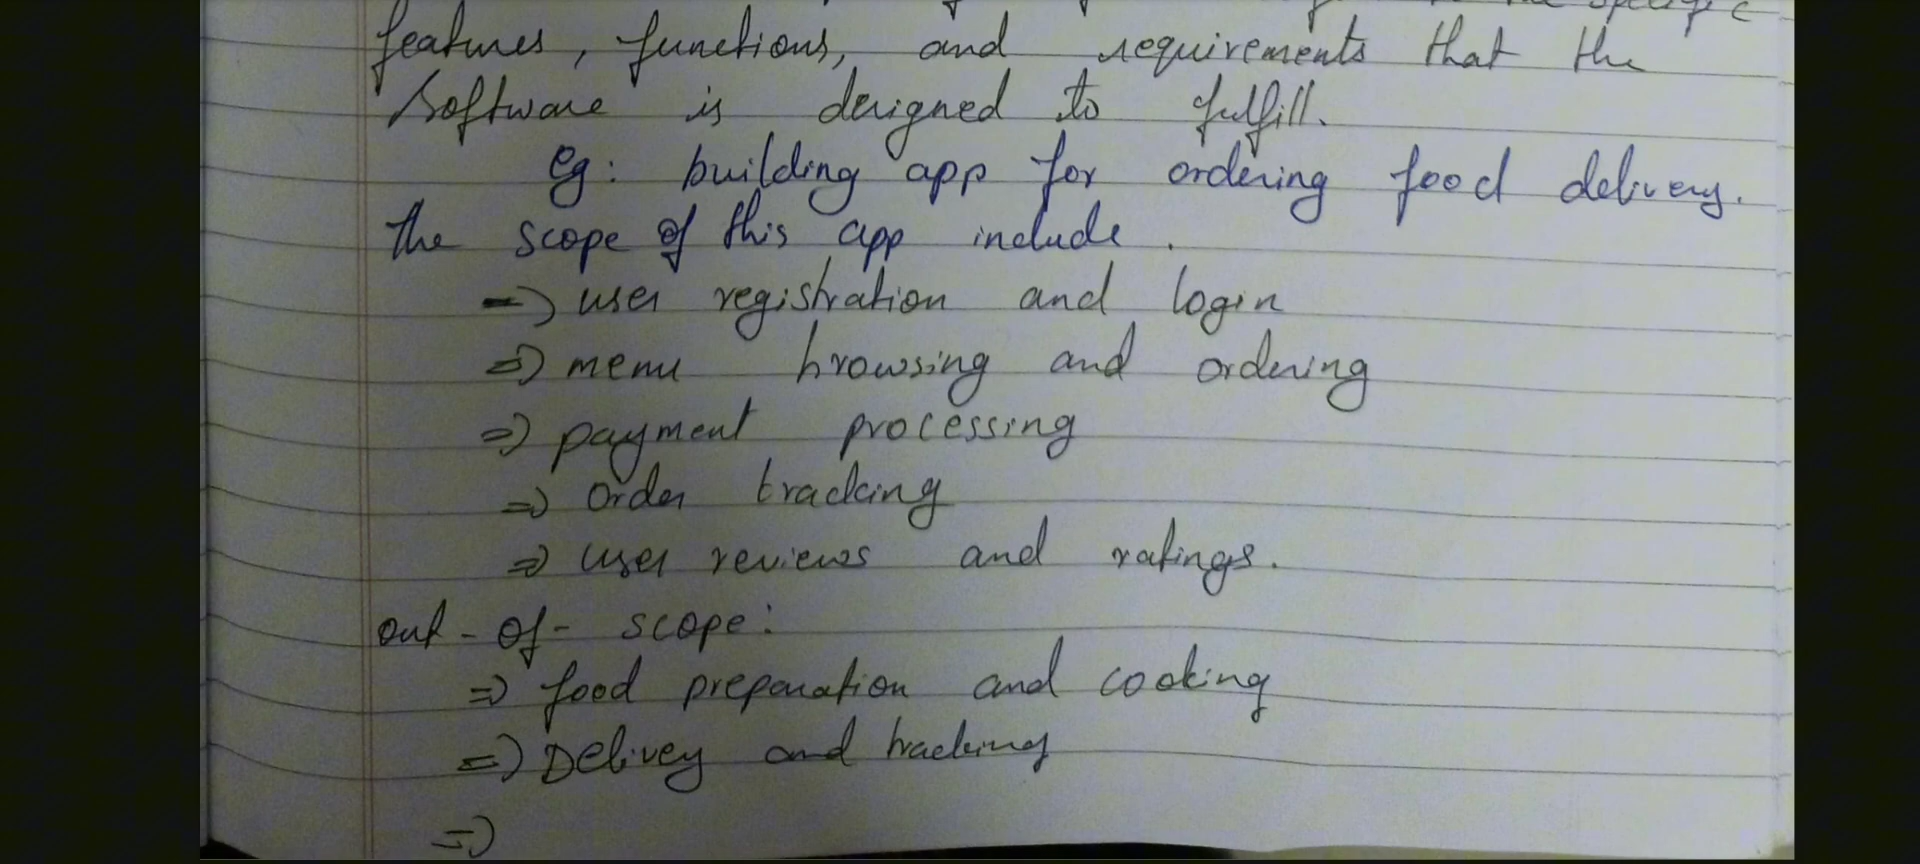 the specific
features, functions, and requirements that the
software is designed to fulfill.
eg: building app for ordering food delivery.
the scope of this app include.
=> user registration and login
=> menu browsing and ordering
=> payment processing
=> order tracking
=> user reviews and ratings.
out-of-scope:
=> food preparation and cooking
=> Delivey and tracking
=>